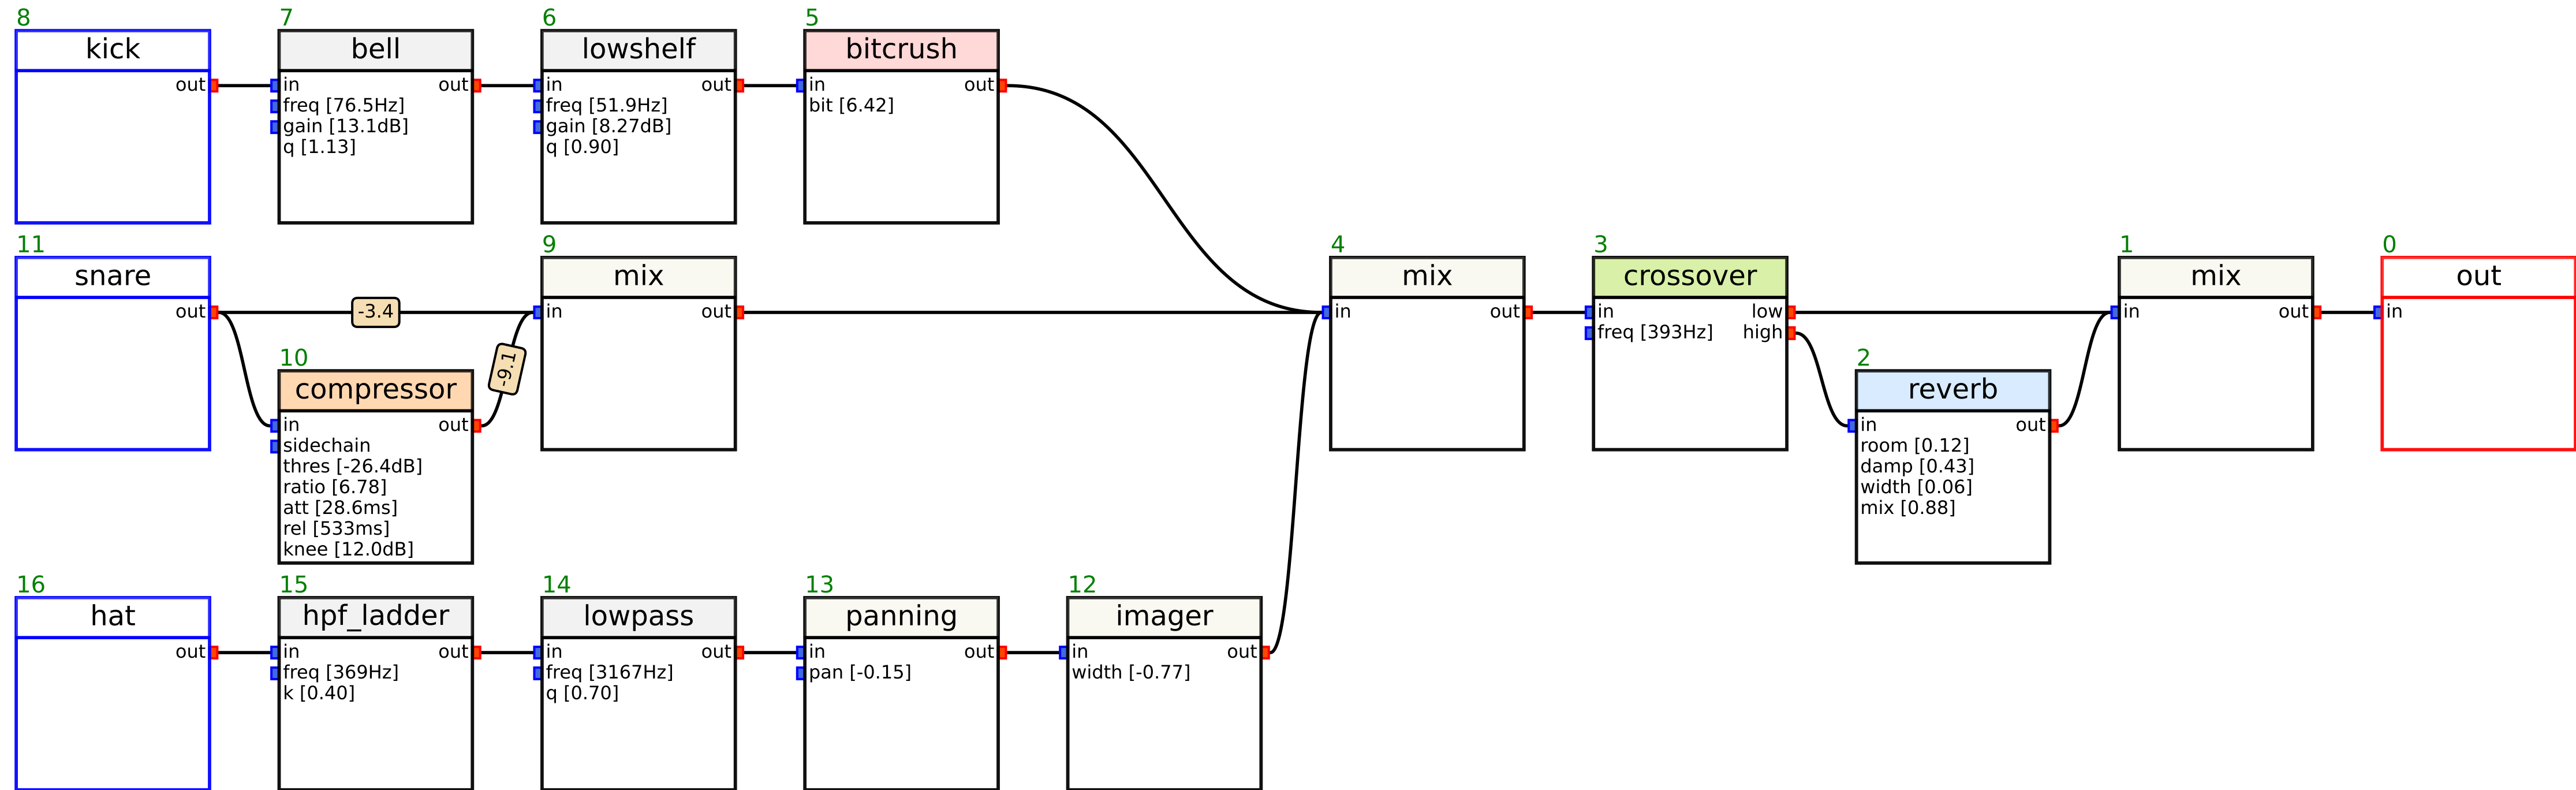 8
kick
out
7
bell
in out
freq [76.5Hz]
gain [13.1dB]
q [1.13]
6
lowshelf
in out
freq [51.9Hz]
gain [8.27dB]
q [0.90]
5
bitcrush
in out
bit [6.42]
11
snare
out
-3.4
10
compressor
in out
sidechain
thres [-26.4dB]
ratio [6.78]
att [28.6ms]
rel [533ms]
knee [12.0dB]
-9.1
9
mix
in out
4
mix
in out
3
crossover
in low
freq [393Hz] high
2
reverb
in out
room [0.12]
damp [0.43]
width [0.06]
mix [0.88]
1
mix
in out
0
out
in
16
hat
out
15
hpf_ladder
in out
freq [369Hz]
k [0.40]
14
lowpass
in out
freq [3167Hz]
q [0.70]
13
panning
in out
pan [-0.15]
12
imager
in out
width [-0.77]